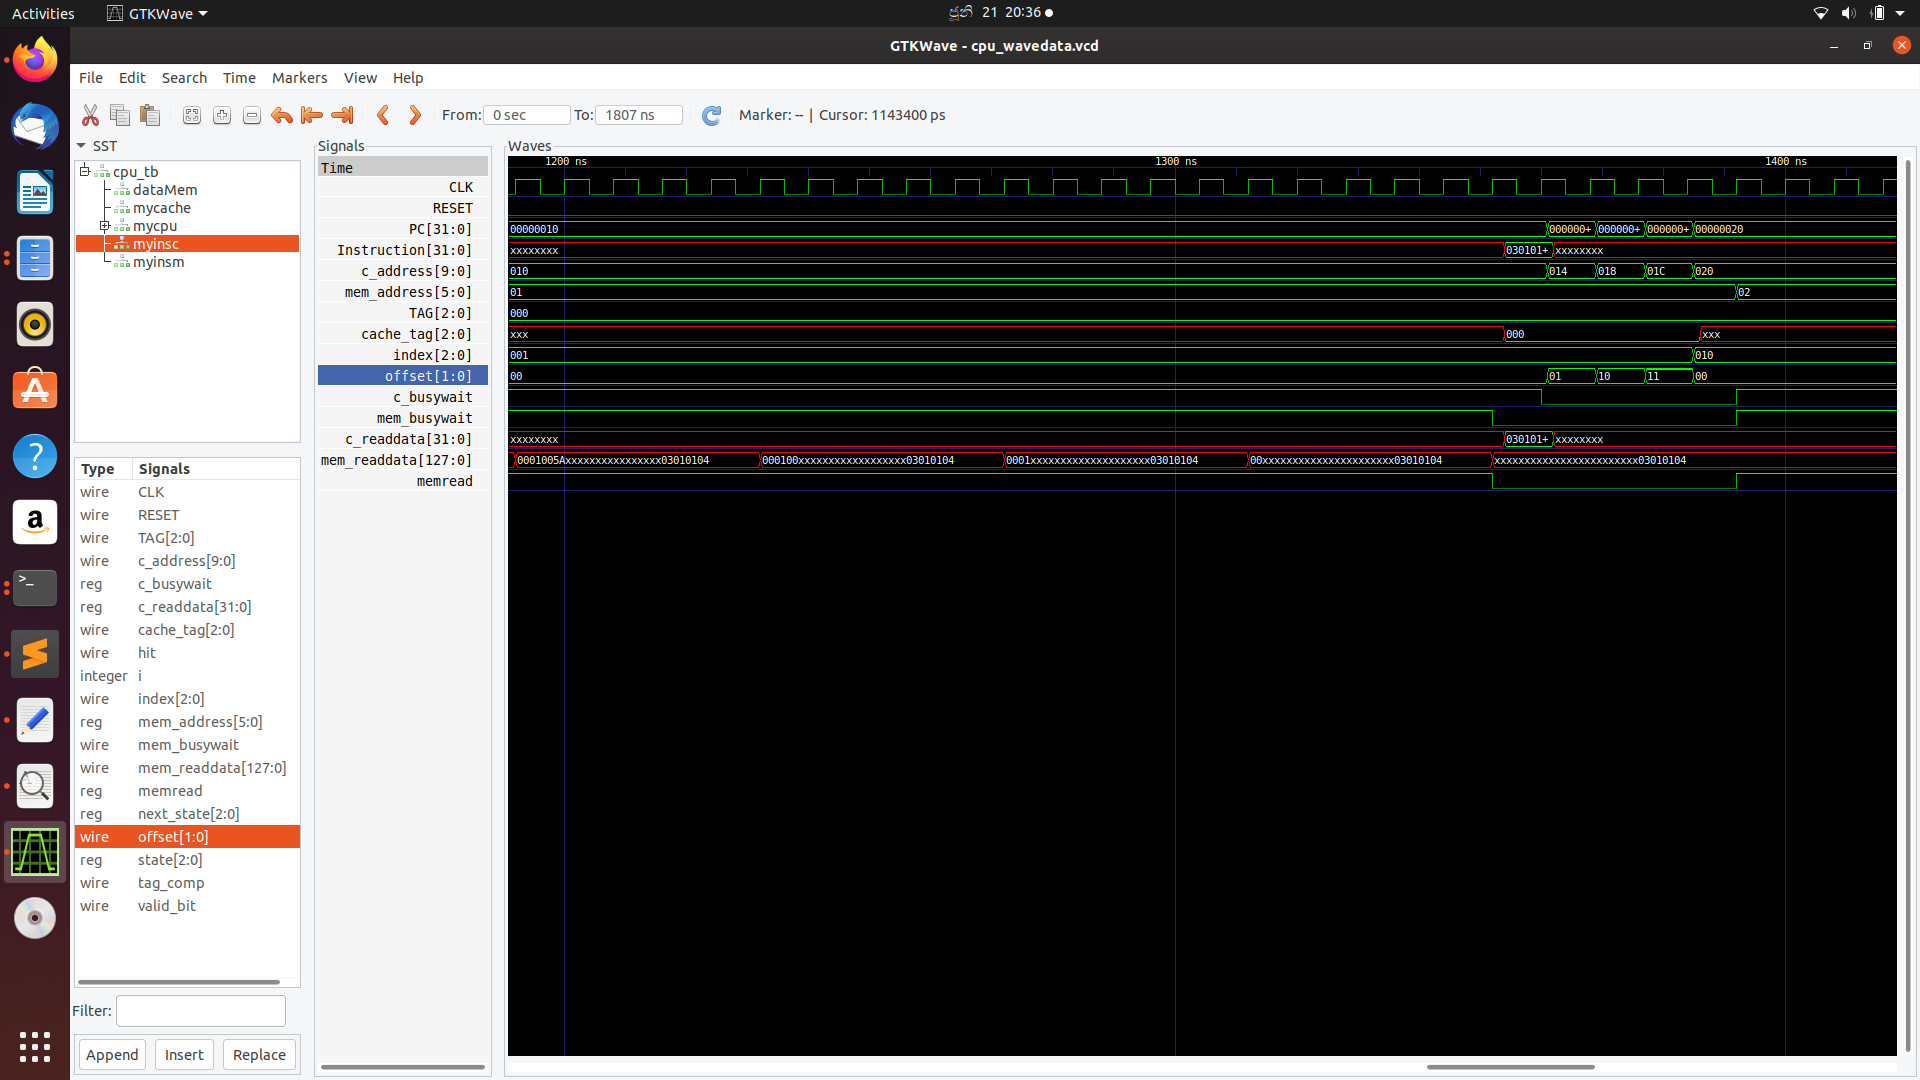 Activities GTKWave ජූනි 21 20:36
GTKWave - cpu_wavedata.vcd
File Edit Search Time Markers View Help
From: 0 sec To: 1807 ns Marker: -- | Cursor: 1143400 ps
SST
cpu_tb
dataMem
mycache
mycpu
myinsc
myinsm
Type Signals
wire CLK
wire RESET
wire TAG[2:0]
wire c_address[9:0]
reg c_busywait
reg c_readdata[31:0]
wire cache_tag[2:0]
wire hit
integer i
wire index[2:0]
reg mem_address[5:0]
wire mem_busywait
wire mem_readdata[127:0]
reg memread
reg next_state[2:0]
wire offset[1:0]
reg state[2:0]
wire tag_comp
wire valid_bit
Filter:
Append Insert Replace
Signals
Time
CLK
RESET
PC[31:0]
Instruction[31:0]
c_address[9:0]
mem_address[5:0]
TAG[2:0]
cache_tag[2:0]
index[2:0]
offset[1:0]
c_busywait
mem_busywait
c_readdata[31:0]
mem_readdata[127:0]
memread
Waves
1200 ns 1300 ns 1400 ns
00000010 000000+ 000000+ 000000+ 00000020
xxxxxxxx 030101+ xxxxxxxx
010 014 018 01C 020
01 02
000
xxx 000 xxx
001 010
00 01 10 11 00
xxxxxxxx 030101+ xxxxxxxx
0001005Axxxxxxxxxxxxxxxx03010104 000100xxxxxxxxxxxxxxxxxx03010104 0001xxxxxxxxxxxxxxxxxxxx03010104 00xxxxxxxxxxxxxxxxxxxxxx03010104 xxxxxxxxxxxxxxxxxxxxxxxx03010104